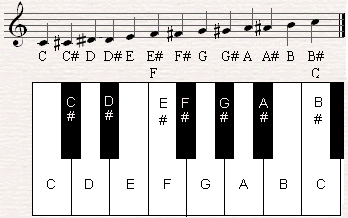 C C# D D# E E# F# G G# A A# B B#
F C
C# D# E# F# G# A# B#
C D E F G A B C